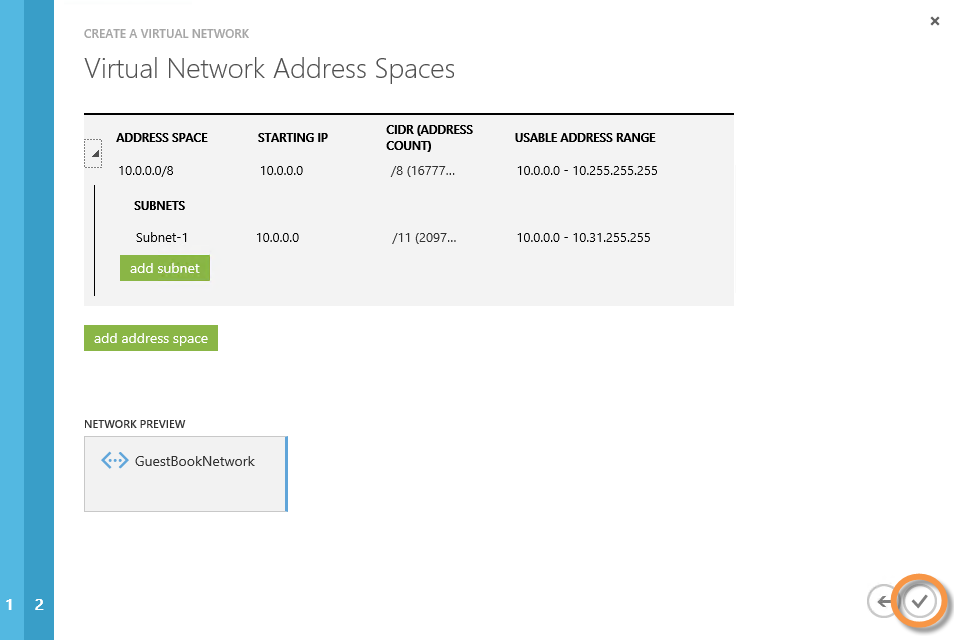 CREATE A VIRTUAL NETWORK
Virtual Network Address Spaces
ADDRESS SPACE STARTING IP CIDR (ADDRESS COUNT) USABLE ADDRESS RANGE
10.0.0.0/8 10.0.0.0 /8 (16777... 10.0.0.0 - 10.255.255.255
SUBNETS
Subnet-1 10.0.0.0 /11 (2097... 10.0.0.0 - 10.31.255.255
add subnet
add address space
NETWORK PREVIEW
GuestBookNetwork
1 2